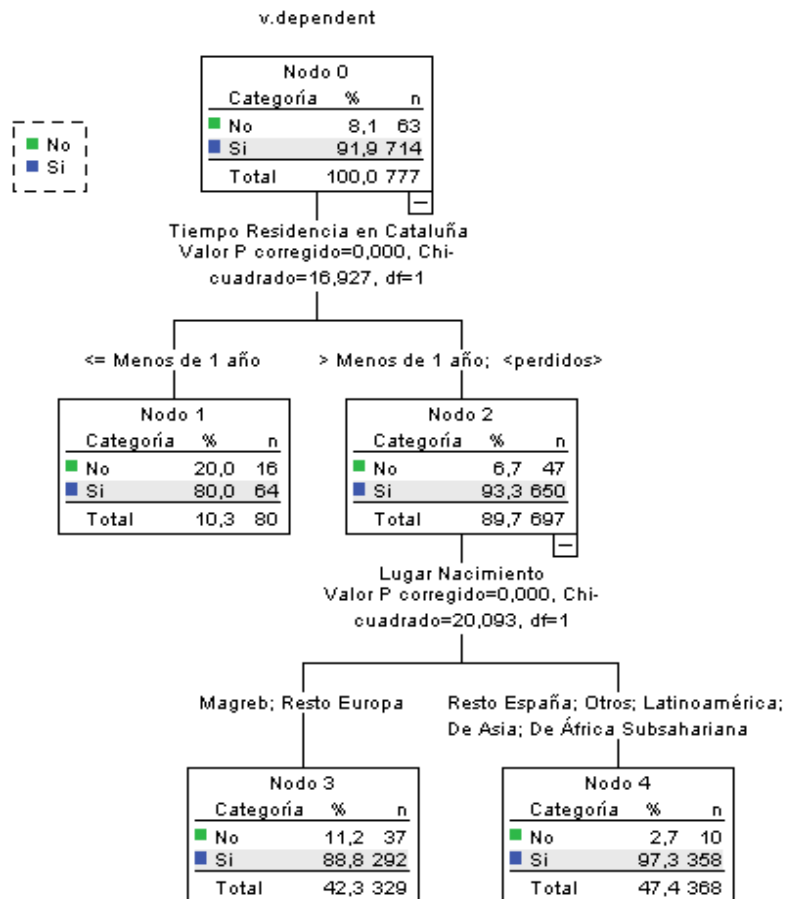 v.dependent
Nodo 0
Categoría % n
No 8,1 63
Si 91,9 714
Total 100,0 777
No
Si
Tiempo Residencia en Cataluña
Valor P corregido=0,000, Chi-
cuadrado=16,927, df=1
<= Menos de 1 año
> Menos de 1 año; <perdidos>
Nodo 1
Categoría % n
No 20,0 16
Si 80,0 64
Total 10,3 80
Nodo 2
Categoría % n
No 6,7 47
Si 93,3 650
Total 89,7 697
Lugar Nacimiento
Valor P corregido=0,000, Chi-
cuadrado=20,093, df=1
Magreb; Resto Europa
Resto España; Otros; Latinoamérica;
De Asia; De África Subsahariana
Nodo 3
Categoría % n
No 11,2 37
Si 88,8 292
Total 42,3 329
Nodo 4
Categoría % n
No 2,7 10
Si 97,3 358
Total 47,4 368